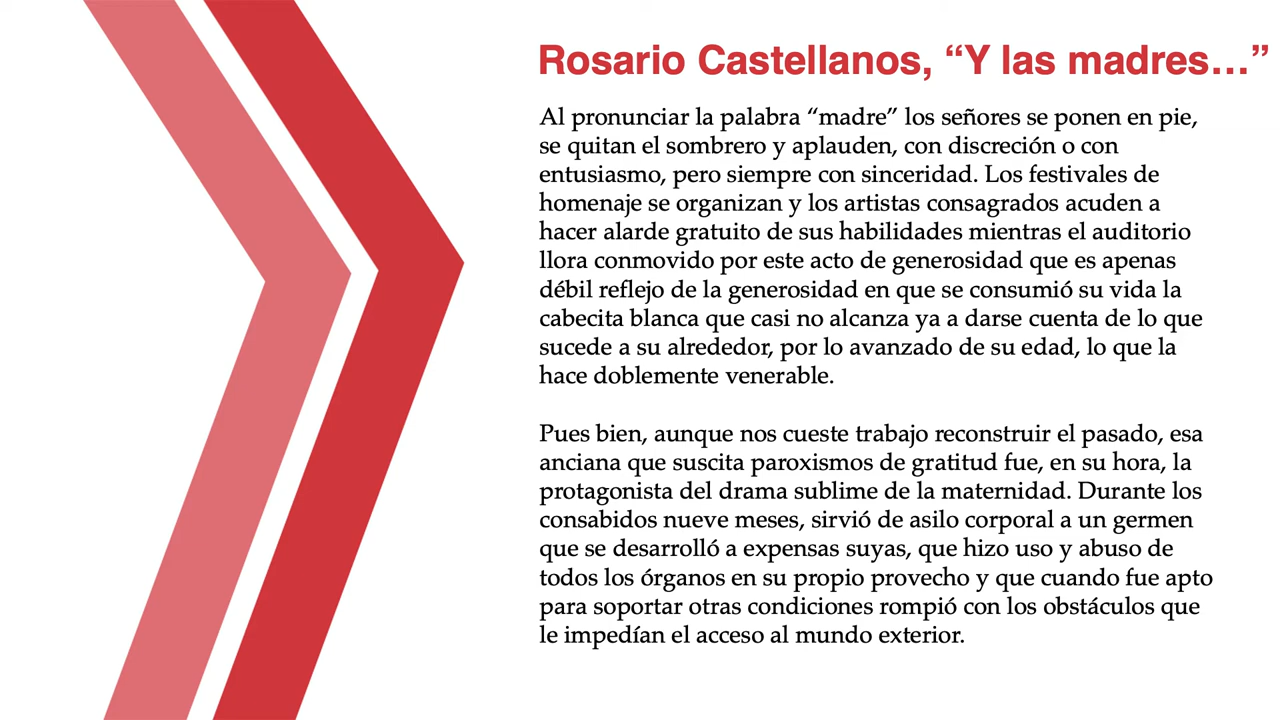 Rosario Castellanos, “Y las madres…”
Al pronunciar la palabra “madre” los señores se ponen en pie,
se quitan el sombrero y aplauden, con discreción o con
entusiasmo, pero siempre con sinceridad. Los festivales de
homenaje se organizan y los artistas consagrados acuden a
hacer alarde gratuito de sus habilidades mientras el auditorio
llora conmovido por este acto de generosidad que es apenas
débil reflejo de la generosidad en que se consumió su vida la
cabecita blanca que casi no alcanza ya a darse cuenta de lo que
sucede a su alrededor, por lo avanzado de su edad, lo que la
hace doblemente venerable.
Pues bien, aunque nos cueste trabajo reconstruir el pasado, esa
anciana que suscita paroxismos de gratitud fue, en su hora, la
protagonista del drama sublime de la maternidad. Durante los
consabidos nueve meses, sirvió de asilo corporal a un germen
que se desarrolló a expensas suyas, que hizo uso y abuso de
todos los órganos en su propio provecho y que cuando fue apto
para soportar otras condiciones rompió con los obstáculos que
le impedían el acceso al mundo exterior.